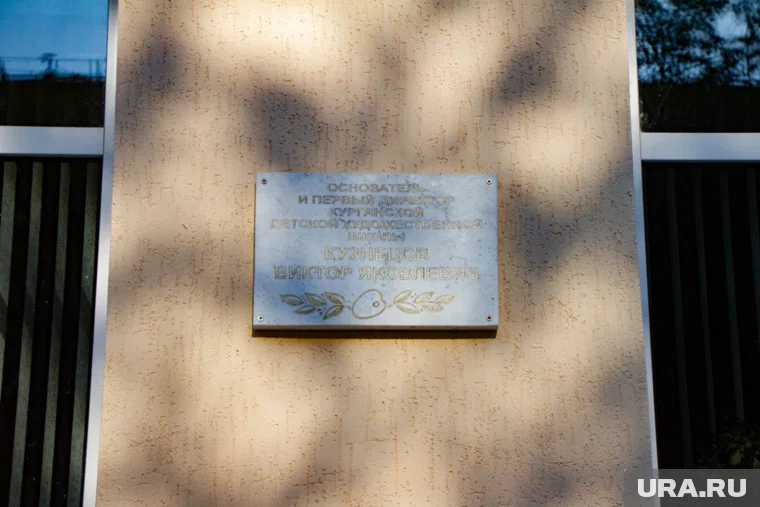 ОСНОВАТЕЛЬ
И ПЕРВЫЙ ДИРЕКТОР
КУРГАНСКОЙ
ДЕТСКОЙ ХУДОЖЕСТВЕННОЙ
ШКОЛЫ
КУЗНЕЦОВ
ВИКТОР ЯКОВЛЕВИЧ
URA.RU